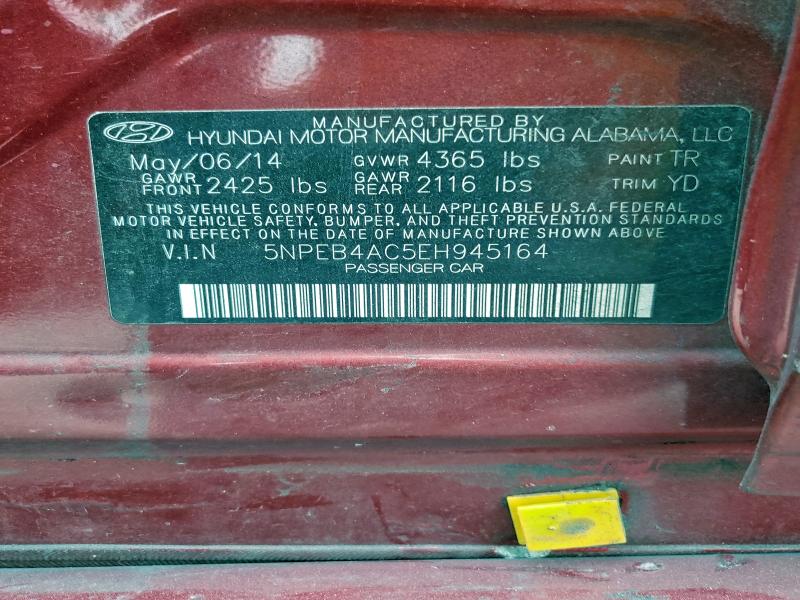 MANUFACTURED BY
HYUNDAI MOTOR MANUFACTURING ALABAMA, LLC
May/06/14 GVWR 4365 lbs PAINT TR
GAWR FRONT 2425 lbs GAWR REAR 2116 lbs TRIM YD
THIS VEHICLE CONFORMS TO ALL APPLICABLE U.S.A. FEDERAL
MOTOR VEHICLE SAFETY, BUMPER, AND THEFT PREVENTION STANDARDS
IN EFFECT ON THE DATE OF MANUFACTURE SHOWN ABOVE
V.I.N 5NPEB4AC5EH945164
PASSENGER CAR